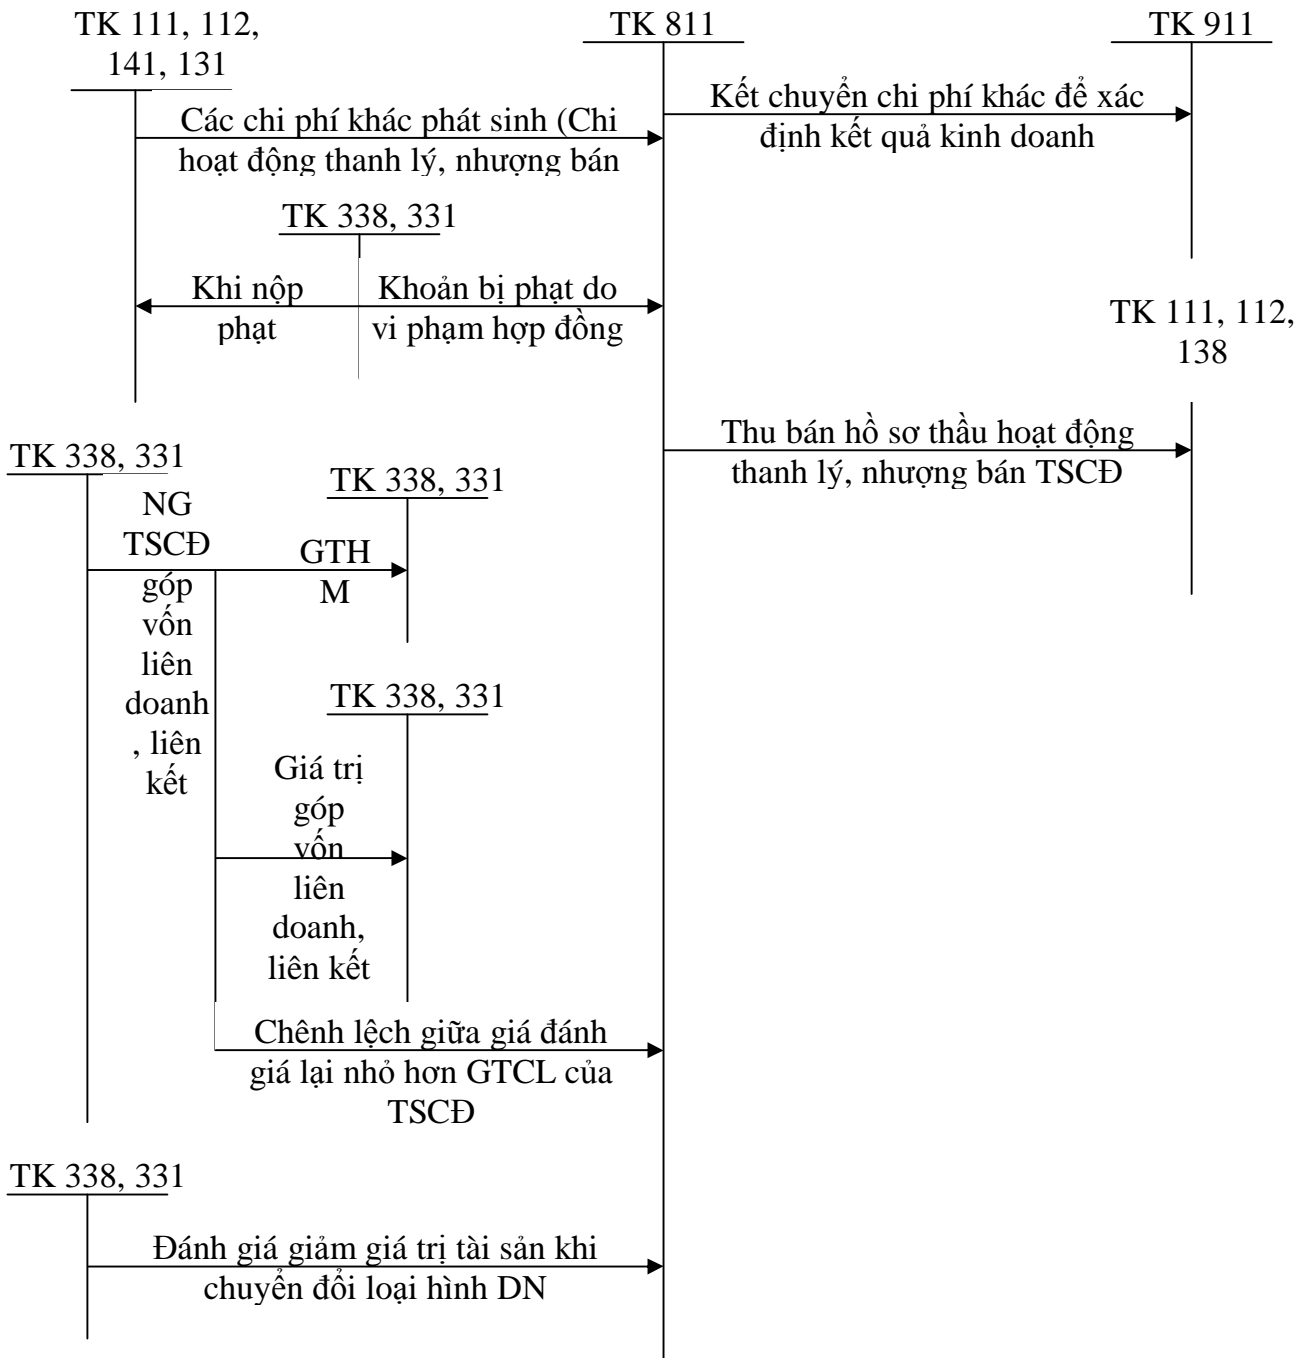 TK 111, 112,
141, 131
TK 811
TK 911
Các chi phí khác phát sinh (Chi
hoạt động thanh lý, nhượng bán
Kết chuyển chi phí khác để xác
định kết quả kinh doanh
TK 338, 331
Khi nộp
phạt
Khoản bị phạt do
vi phạm hợp đồng
TK 111, 112,
138
Thu bán hồ sơ thầu hoạt động
thanh lý, nhượng bán TSCĐ
TK 338, 331
NG
TSCĐ
góp
vốn
liên
doanh
, liên
kết
TK 338, 331
GTH
M
TK 338, 331
Giá trị
góp
vốn
liên
doanh,
liên kết
Chênh lệch giữa giá đánh
giá lại nhỏ hơn GTCL của
TSCĐ
TK 338, 331
Đánh giá giảm giá trị tài sản khi
chuyển đổi loại hình DN